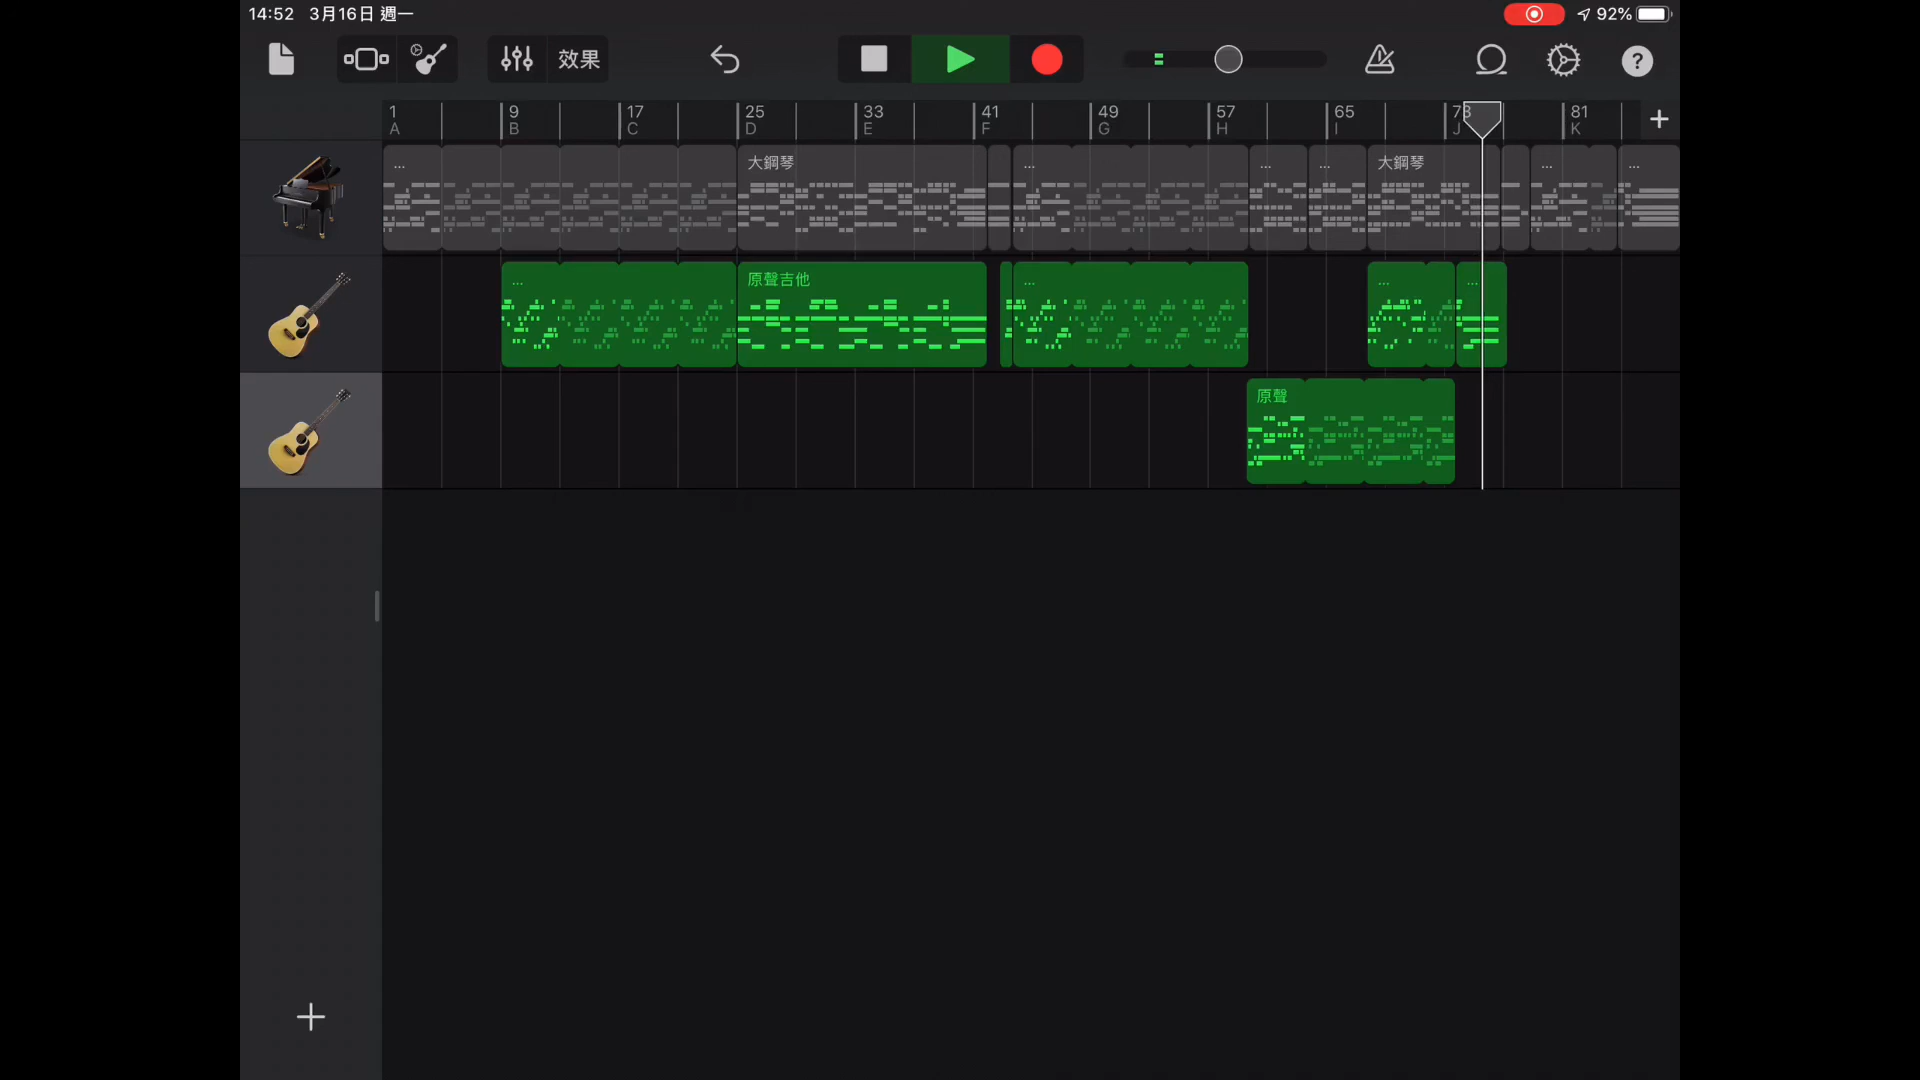 14:52 3月16日 週一 92%
效果 ?
1 9 17 25 33 41 49 57 65 73 81
A B C D E F G H I J K
... 大鋼琴 ... ... ... 大鋼琴 ... ...
... 原聲吉他 ... ... ...
原聲